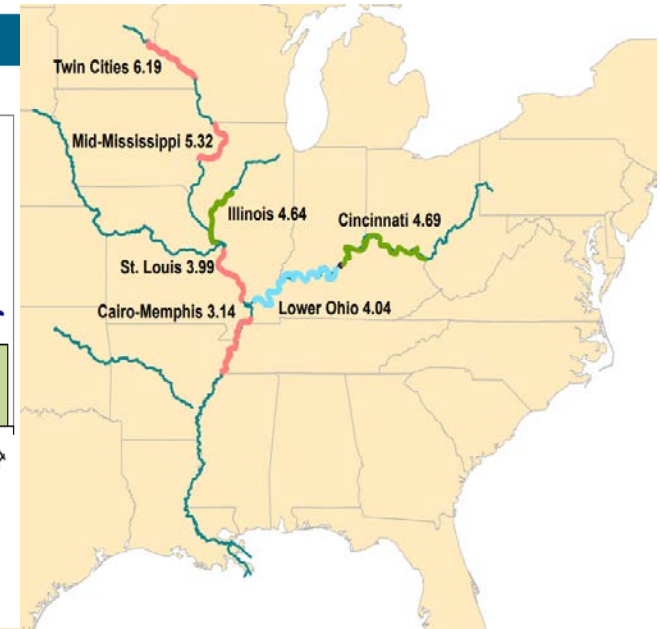 Twin Cities 6.19
Mid-Mississippi 5.32
Illinois 4.64
Cincinnati 4.69
St. Louis 3.99
Cairo-Memphis 3.14
Lower Ohio 4.04